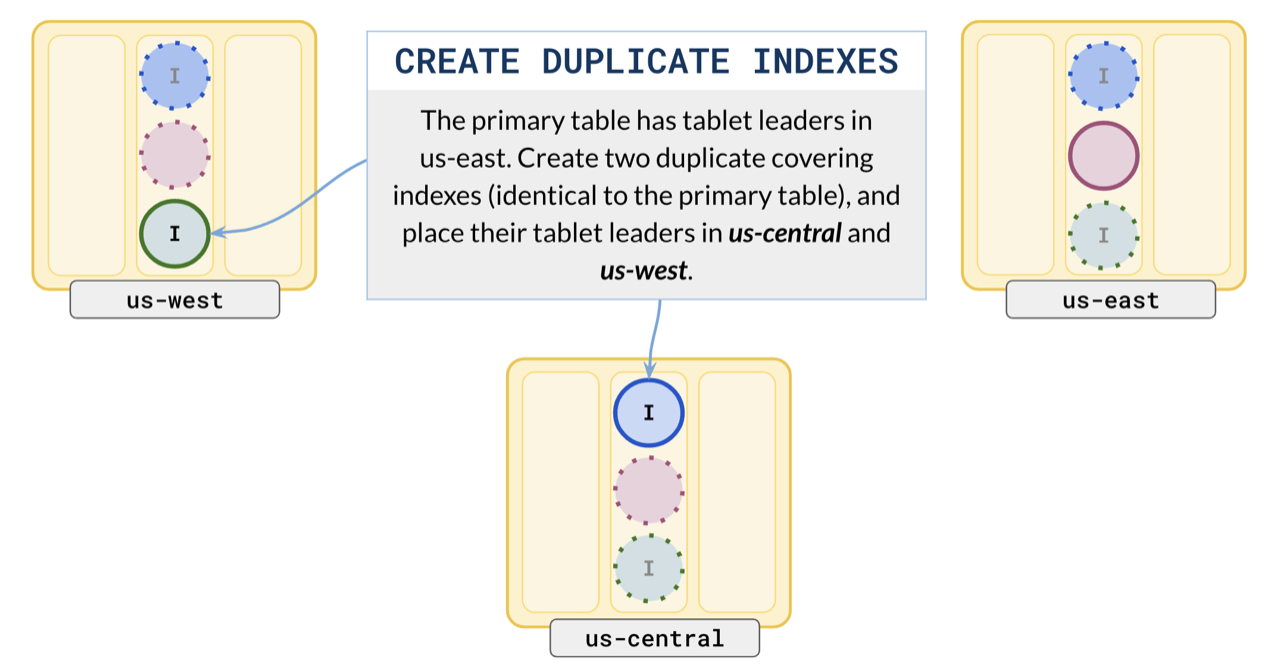 I
I
us-west
CREATE DUPLICATE INDEXES
The primary table has tablet leaders in
us-east. Create two duplicate covering
indexes (identical to the primary table), and
place their tablet leaders in us-central and
us-west.
I
I
us-east
I
I
us-central